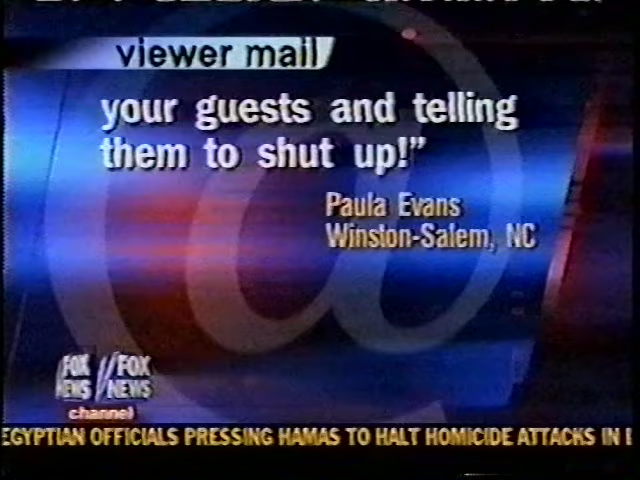 viewer mail
your guests and telling
them to shut up!"
Paula Evans
Winston-Salem, NC
FOX FOX
NEWS NEWS
channel
EGYPTIAN OFFICIALS PRESSING HAMAS TO HALT HOMICIDE ATTACKS IN